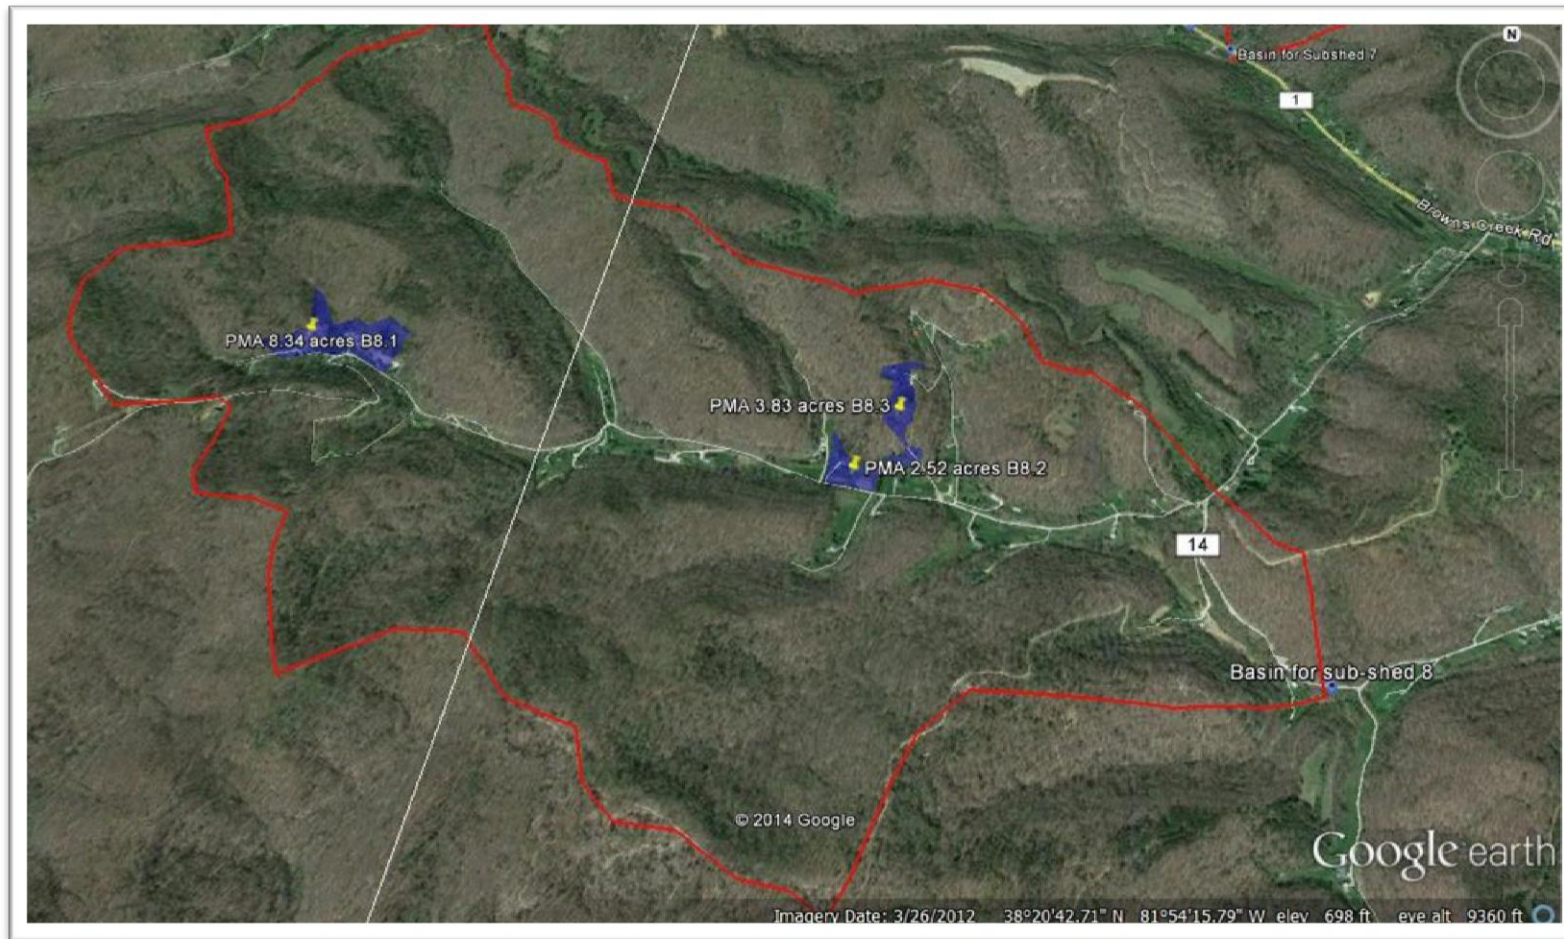 N
Basin for Subshed 7
1
Browns Creek Rd
PMA 8.34 acres B8.1
PMA 3.83 acres B8.3
PMA 2.52 acres B8.2
14
Basin for sub-shed 8
© 2014 Google
Google earth
Imagery Date: 3/26/2012 38°20'42.71" N 81°54'15.79" W elev 698 ft eye alt 9360 ft